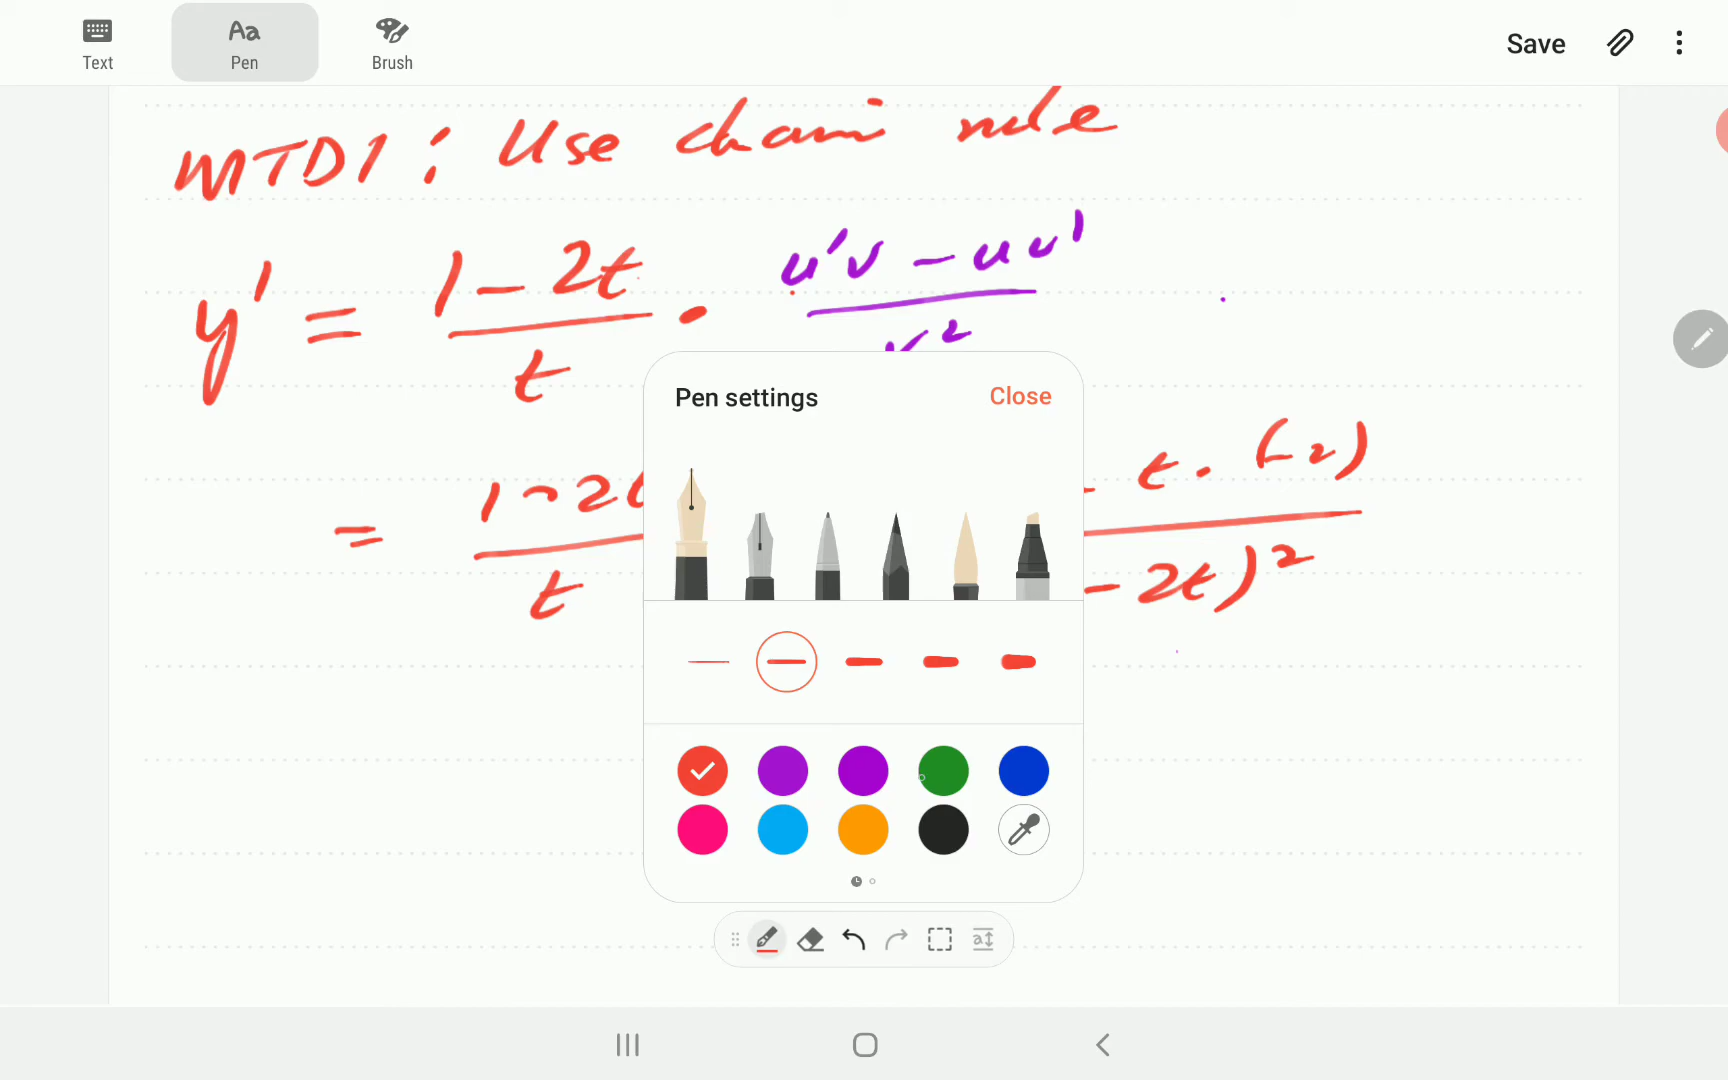 Text Pen Brush Save
MTD1 : Use chain rule
y' = 1 - 2t / t · u'v - uv' / v²
Pen settings Close
= 1 - 2t / t - t · (-2) / - 2t)²